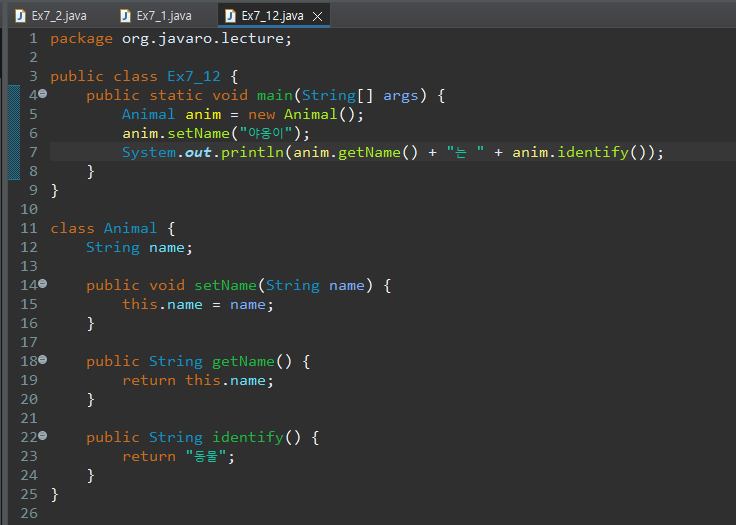 Ex7_2.java Ex7_1.java Ex7_12.java
1 package org.javaro.lecture;
2
3 public class Ex7_12 {
4 public static void main(String[] args) {
5 Animal anim = new Animal();
6 anim.setName("야옹이");
7 System.out.println(anim.getName() + "는 " + anim.identify());
8 }
9 }
10
11 class Animal {
12 String name;
13
14 public void setName(String name) {
15 this.name = name;
16 }
17
18 public String getName() {
19 return this.name;
20 }
21
22 public String identify() {
23 return "동물";
24 }
25 }
26